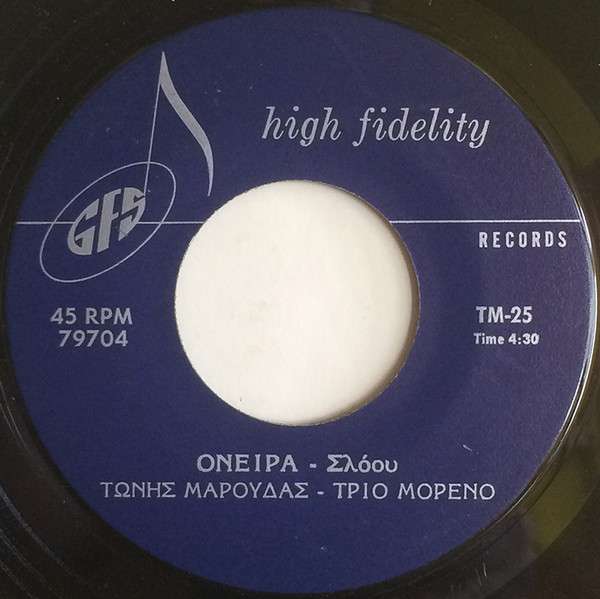 high fidelity
GFS
RECORDS
45 RPM
79704
TM-25
Time 4:30
ΟΝΕΙΡΑ - Σλόου
ΤΩΝΗΣ ΜΑΡΟΥΔΑΣ - ΤΡΙΟ ΜΟΡΕΝΟ